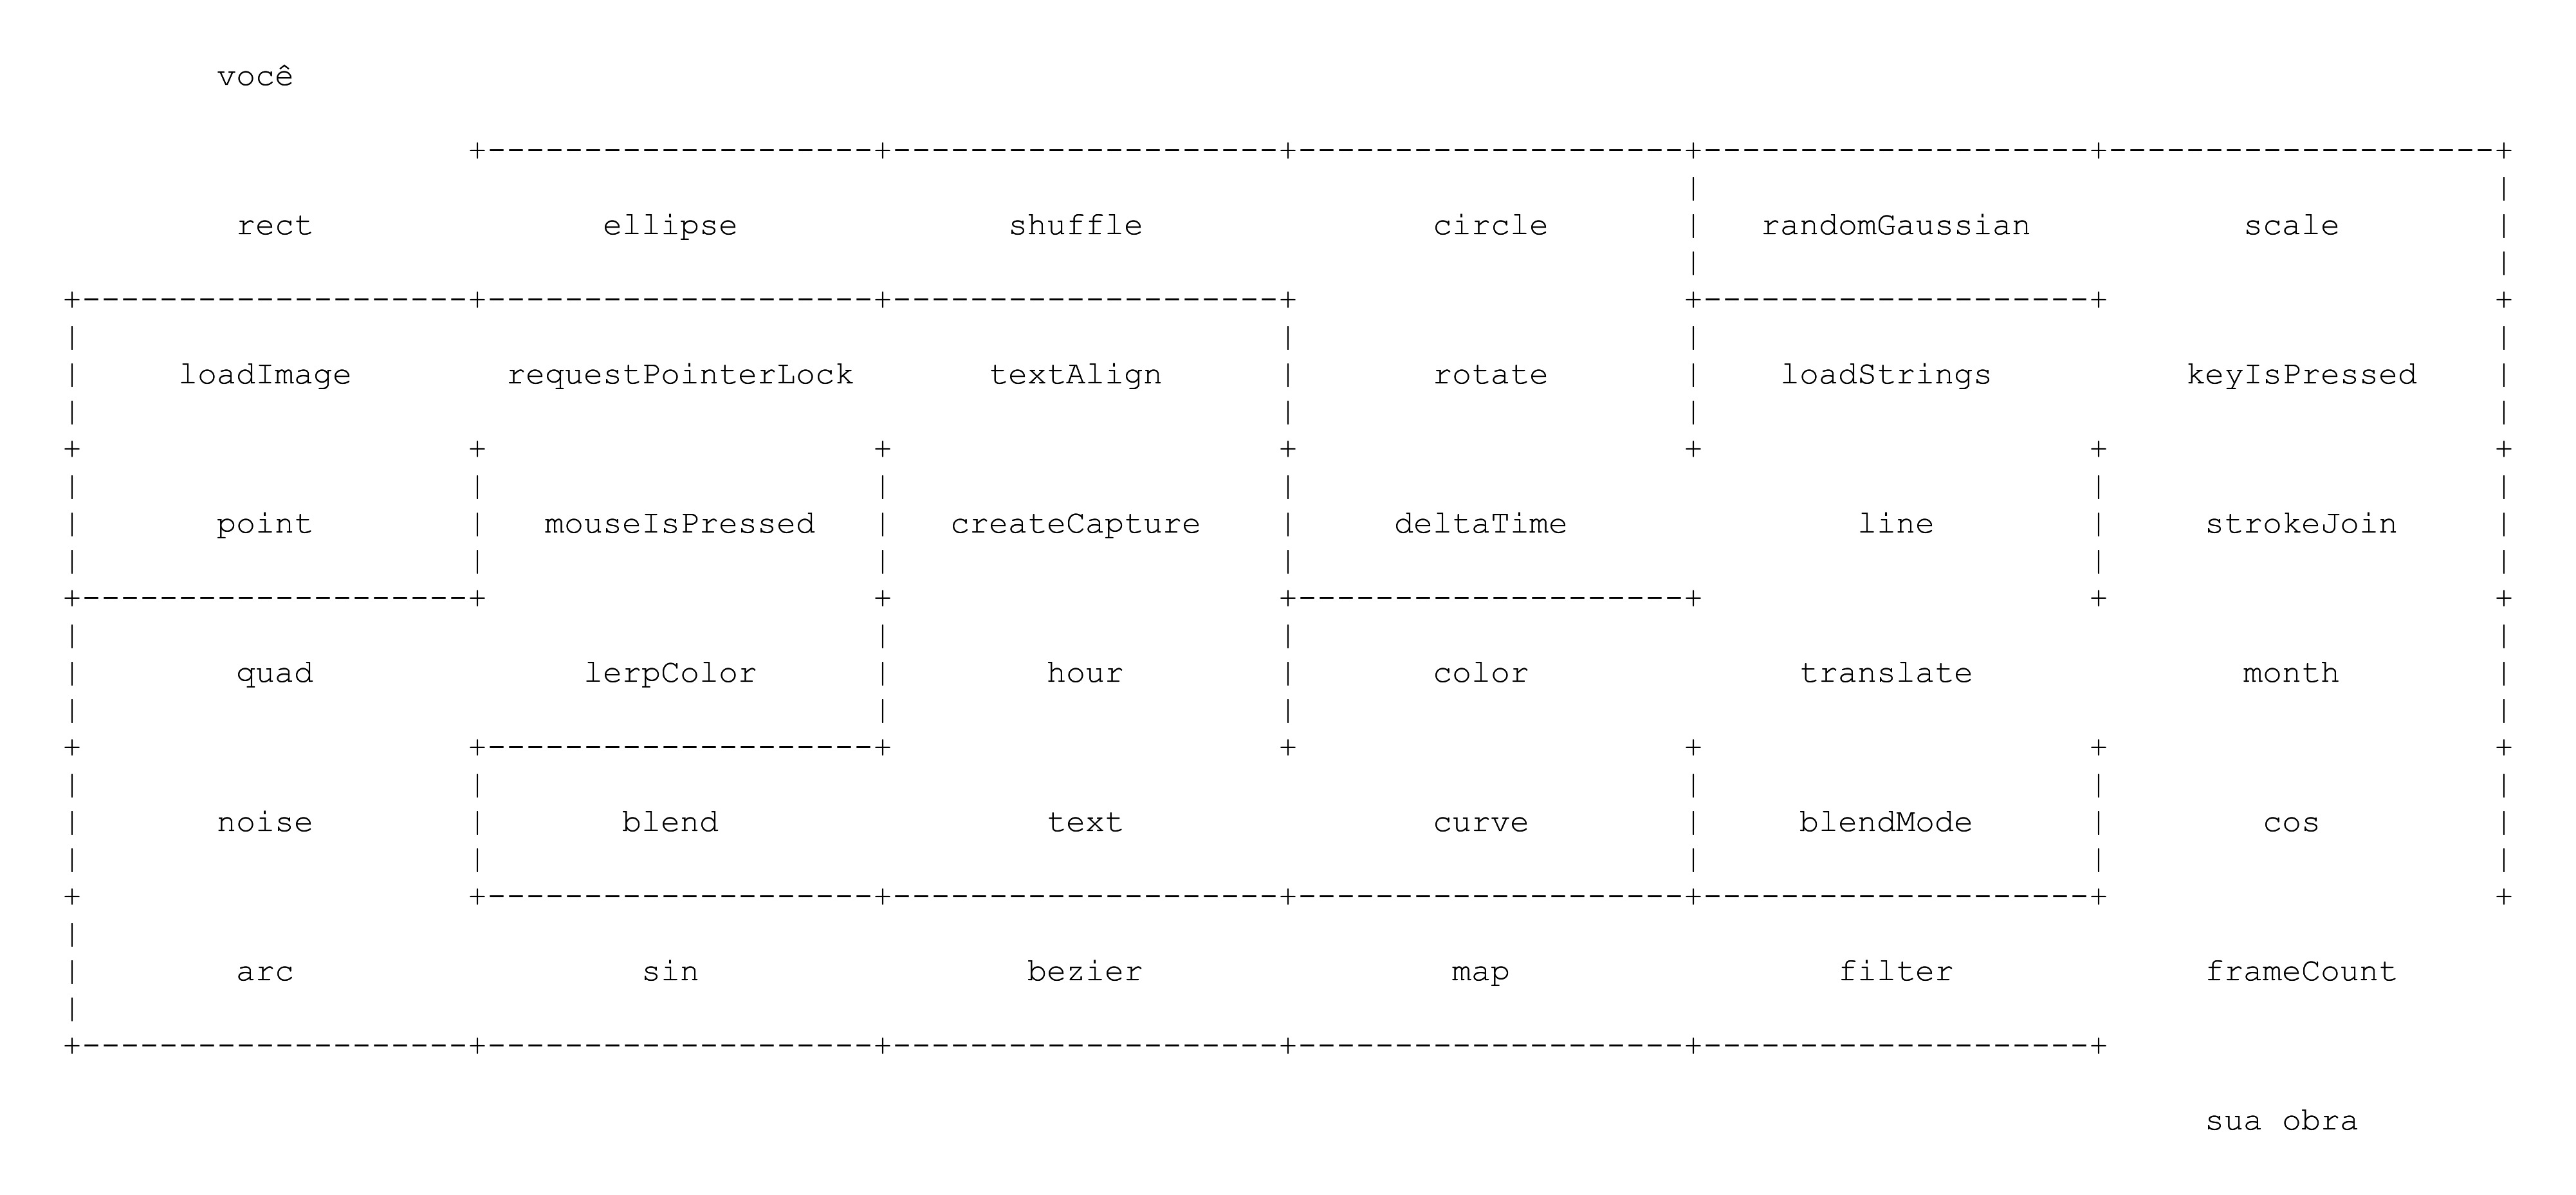 você
rect ellipse shuffle circle randomGaussian scale
loadImage requestPointerLock textAlign rotate loadStrings keyIsPressed
point mouseIsPressed createCapture deltaTime line strokeJoin
quad lerpColor hour color translate month
noise blend text curve blendMode cos
arc sin bezier map filter frameCount
sua obra